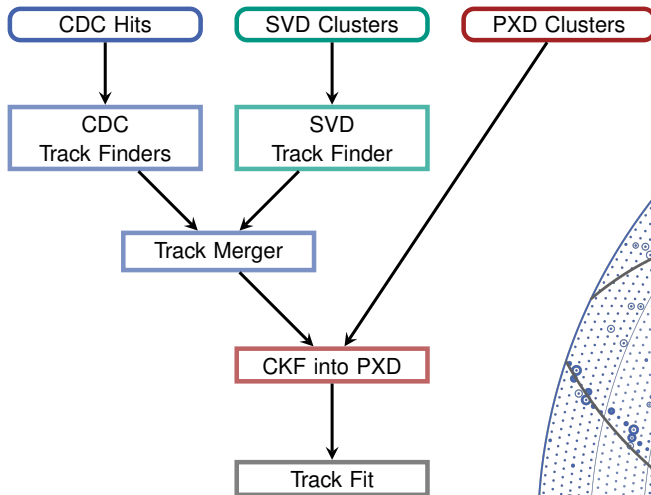 CDC Hits
SVD Clusters
PXD Clusters
CDC
Track Finders
SVD
Track Finder
Track Merger
CKF into PXD
Track Fit